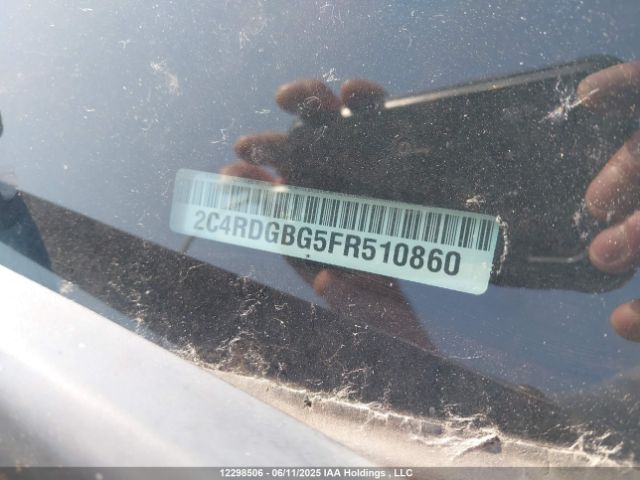 2C4RDGBG5FR510860
12298506 - 06/11/2025 IAA Holdings , LLC